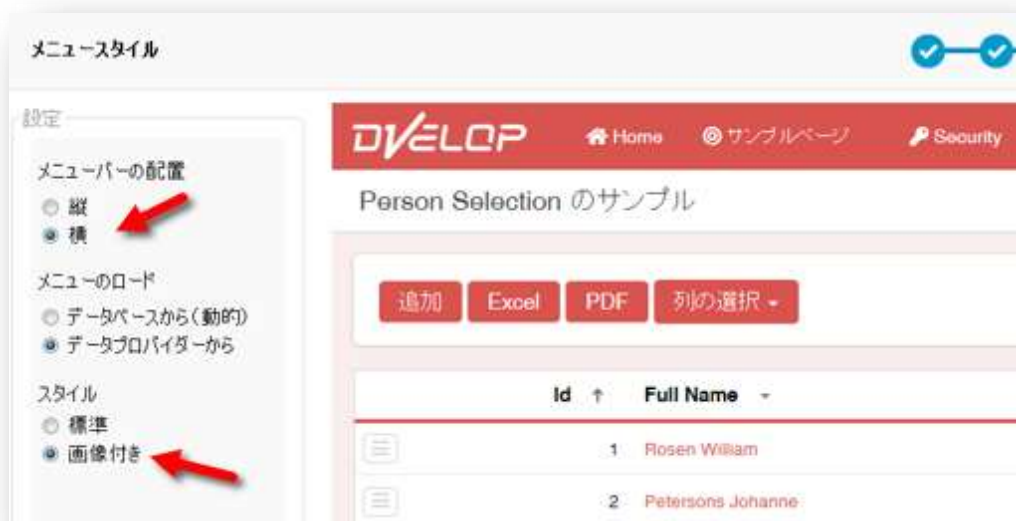 メニュースタイル
設定
メニューバーの配置
縦
横
メニューのロード
データベースから(動的)
データプロバイダーから
スタイル
標準
画像付き
DVELOP
Home サンプルページ Security
Person Selection のサンプル
追加 Excel PDF 列の選択
Id ↑ Full Name
1 Rosen William
2 Petersons Johanne